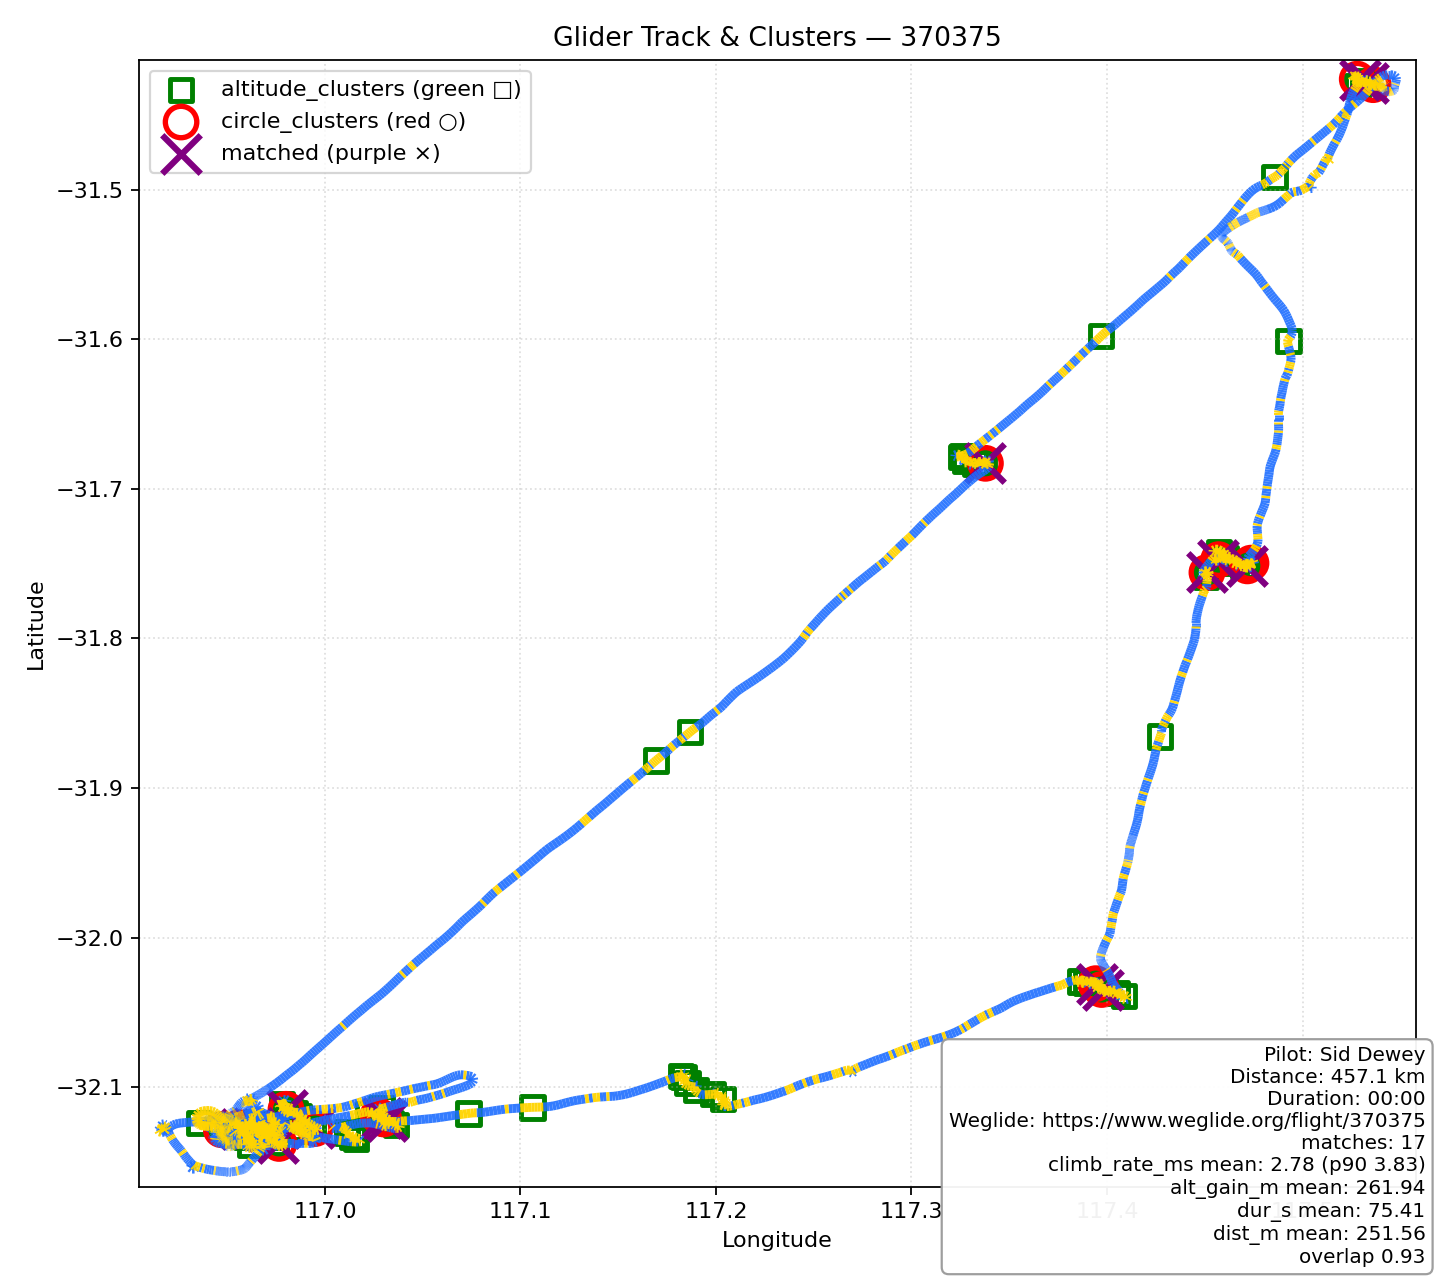 Glider Track & Clusters — 370375
altitude_clusters (green □)
circle_clusters (red ○)
matched (purple ×)
−31.5
−31.6
−31.7
−31.8
−31.9
−32.0
−32.1
Latitude
117.0
117.1
117.2
117.3
117.4
Longitude
Pilot: Sid Dewey
Distance: 457.1 km
Duration: 00:00
Weglide: https://www.weglide.org/flight/370375
matches: 17
climb_rate_ms mean: 2.78 (p90 3.83)
alt_gain_m mean: 261.94
dur_s mean: 75.41
dist_m mean: 251.56
overlap 0.93